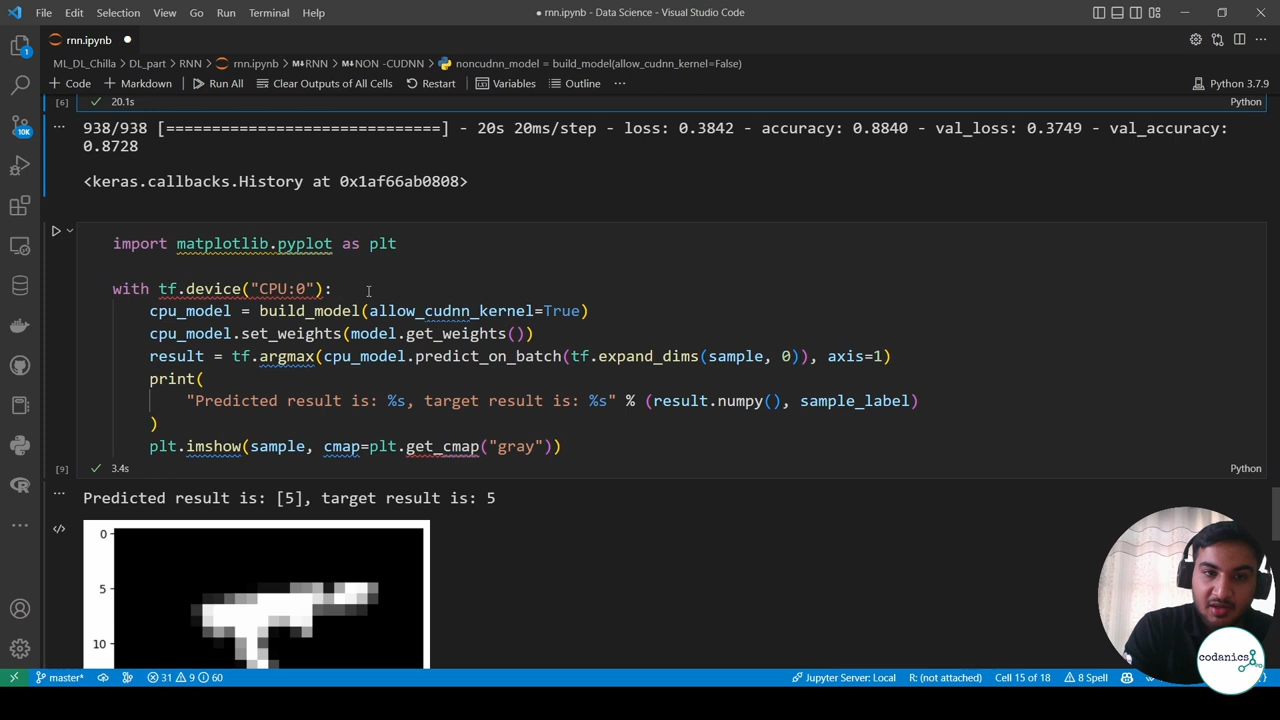 File Edit Selection View Go Run Terminal Help
● rnn.ipynb - Data Science - Visual Studio Code
rnn.ipynb ●
ML_DL_Chilla > DL_part > RNN > rnn.ipynb > M↓RNN > M↓NON -CUDNN > noncudnn_model = build_model(allow_cudnn_kernel=False)
+ Code + Markdown Run All Clear Outputs of All Cells Restart Variables Outline ... Python 3.7.9
[6] ✓ 20.1s Python
938/938 [==============================] - 20s 20ms/step - loss: 0.3842 - accuracy: 0.8840 - val_loss: 0.3749 - val_accuracy:
0.8728
<keras.callbacks.History at 0x1af66ab0808>
import matplotlib.pyplot as plt
with tf.device("CPU:0"):
cpu_model = build_model(allow_cudnn_kernel=True)
cpu_model.set_weights(model.get_weights())
result = tf.argmax(cpu_model.predict_on_batch(tf.expand_dims(sample, 0)), axis=1)
print(
"Predicted result is: %s, target result is: %s" % (result.numpy(), sample_label)
)
plt.imshow(sample, cmap=plt.get_cmap("gray"))
[9] ✓ 3.4s Python
Predicted result is: [5], target result is: 5
0
5
10
1
10K
codanics
master* 31 9 60 Jupyter Server: Local R: (not attached) Cell 15 of 18 8 Spell